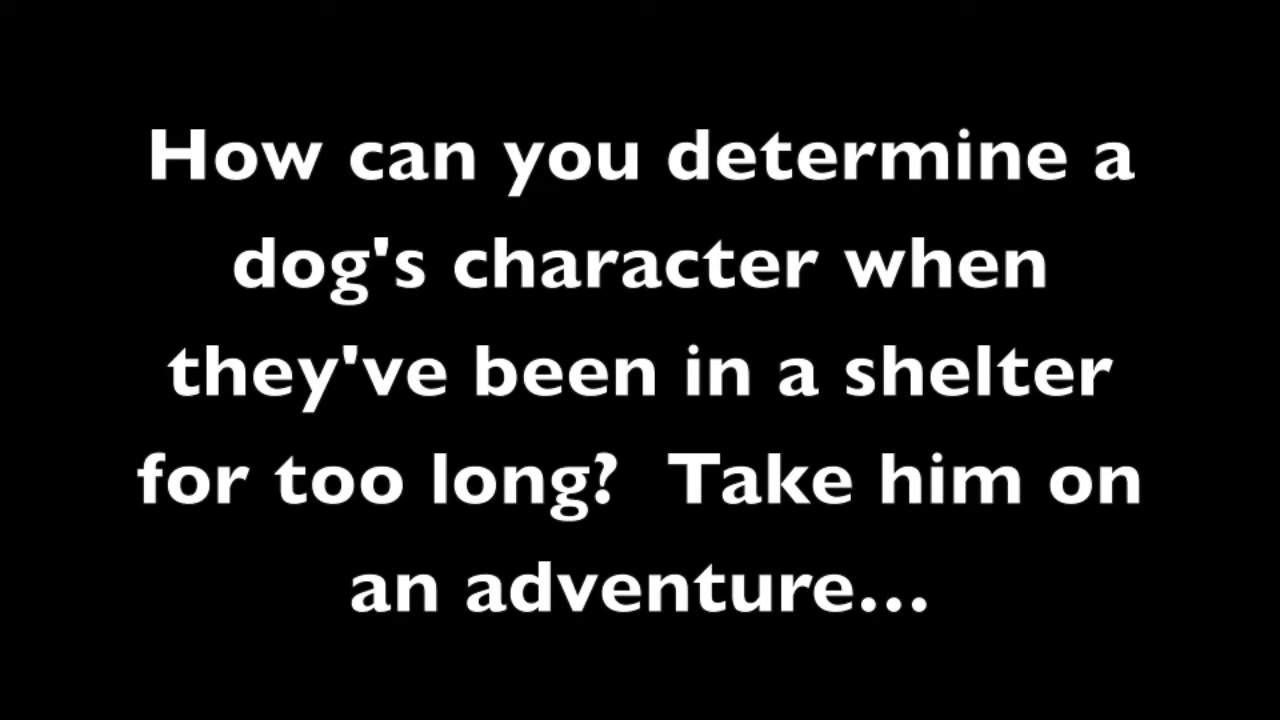 How can you determine a
dog's character when
they've been in a shelter
for too long?  Take him on
an adventure...